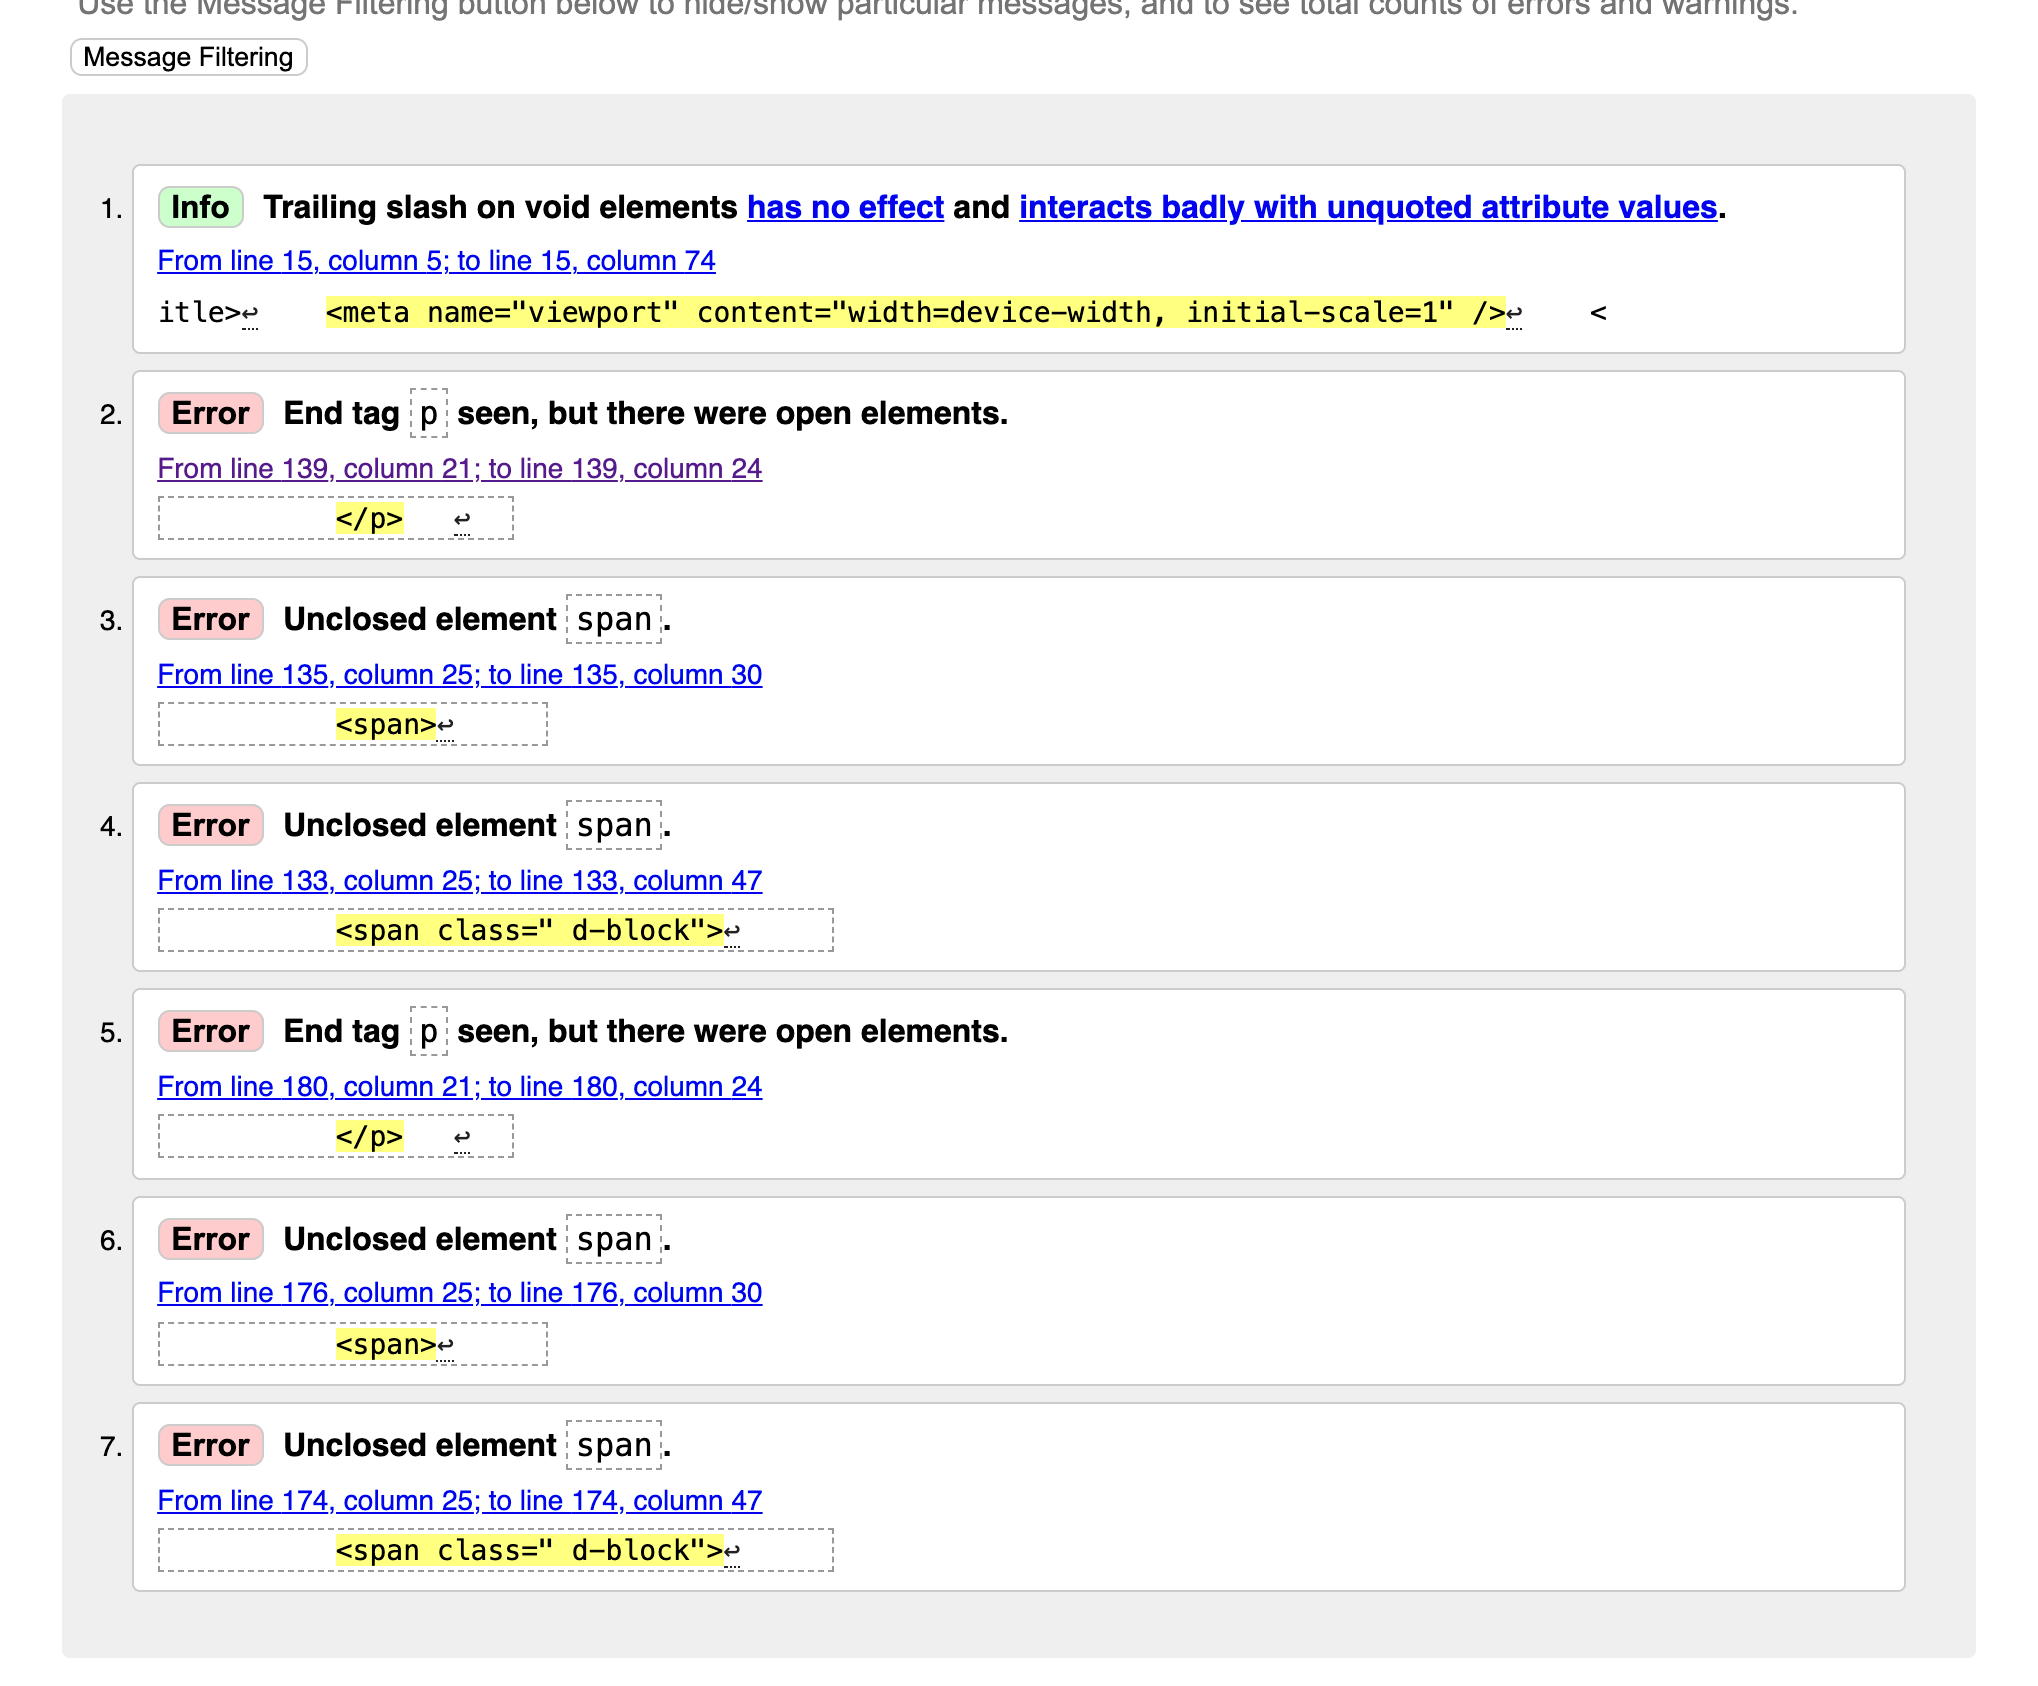 Use the Message Filtering button below to hide/show particular messages, and to see total counts of errors and warnings.
Message Filtering
1. Info Trailing slash on void elements has no effect and interacts badly with unquoted attribute values.
From line 15, column 5; to line 15, column 74
itle>↩    <meta name="viewport" content="width=device-width, initial-scale=1" />↩    <
2. Error End tag p seen, but there were open elements.
From line 139, column 21; to line 139, column 24
</p>   ↩
3. Error Unclosed element span.
From line 135, column 25; to line 135, column 30
<span>↩
4. Error Unclosed element span.
From line 133, column 25; to line 133, column 47
<span class=" d-block">↩
5. Error End tag p seen, but there were open elements.
From line 180, column 21; to line 180, column 24
</p>   ↩
6. Error Unclosed element span.
From line 176, column 25; to line 176, column 30
<span>↩
7. Error Unclosed element span.
From line 174, column 25; to line 174, column 47
<span class=" d-block">↩